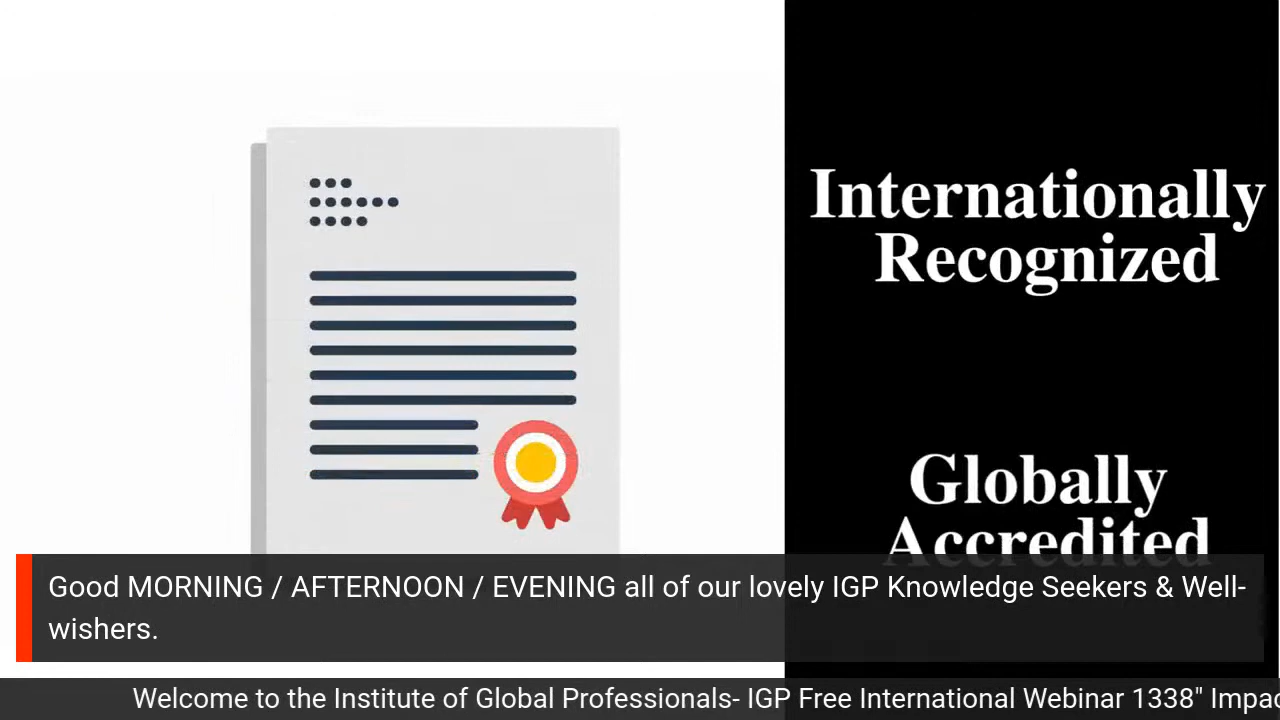 Internationally
Recognized
Globally
Accredited
Good MORNING / AFTERNOON / EVENING all of our lovely IGP Knowledge Seekers & Well-
wishers.
Welcome to the Institute of Global Professionals- IGP Free International Webinar 1338" Impac